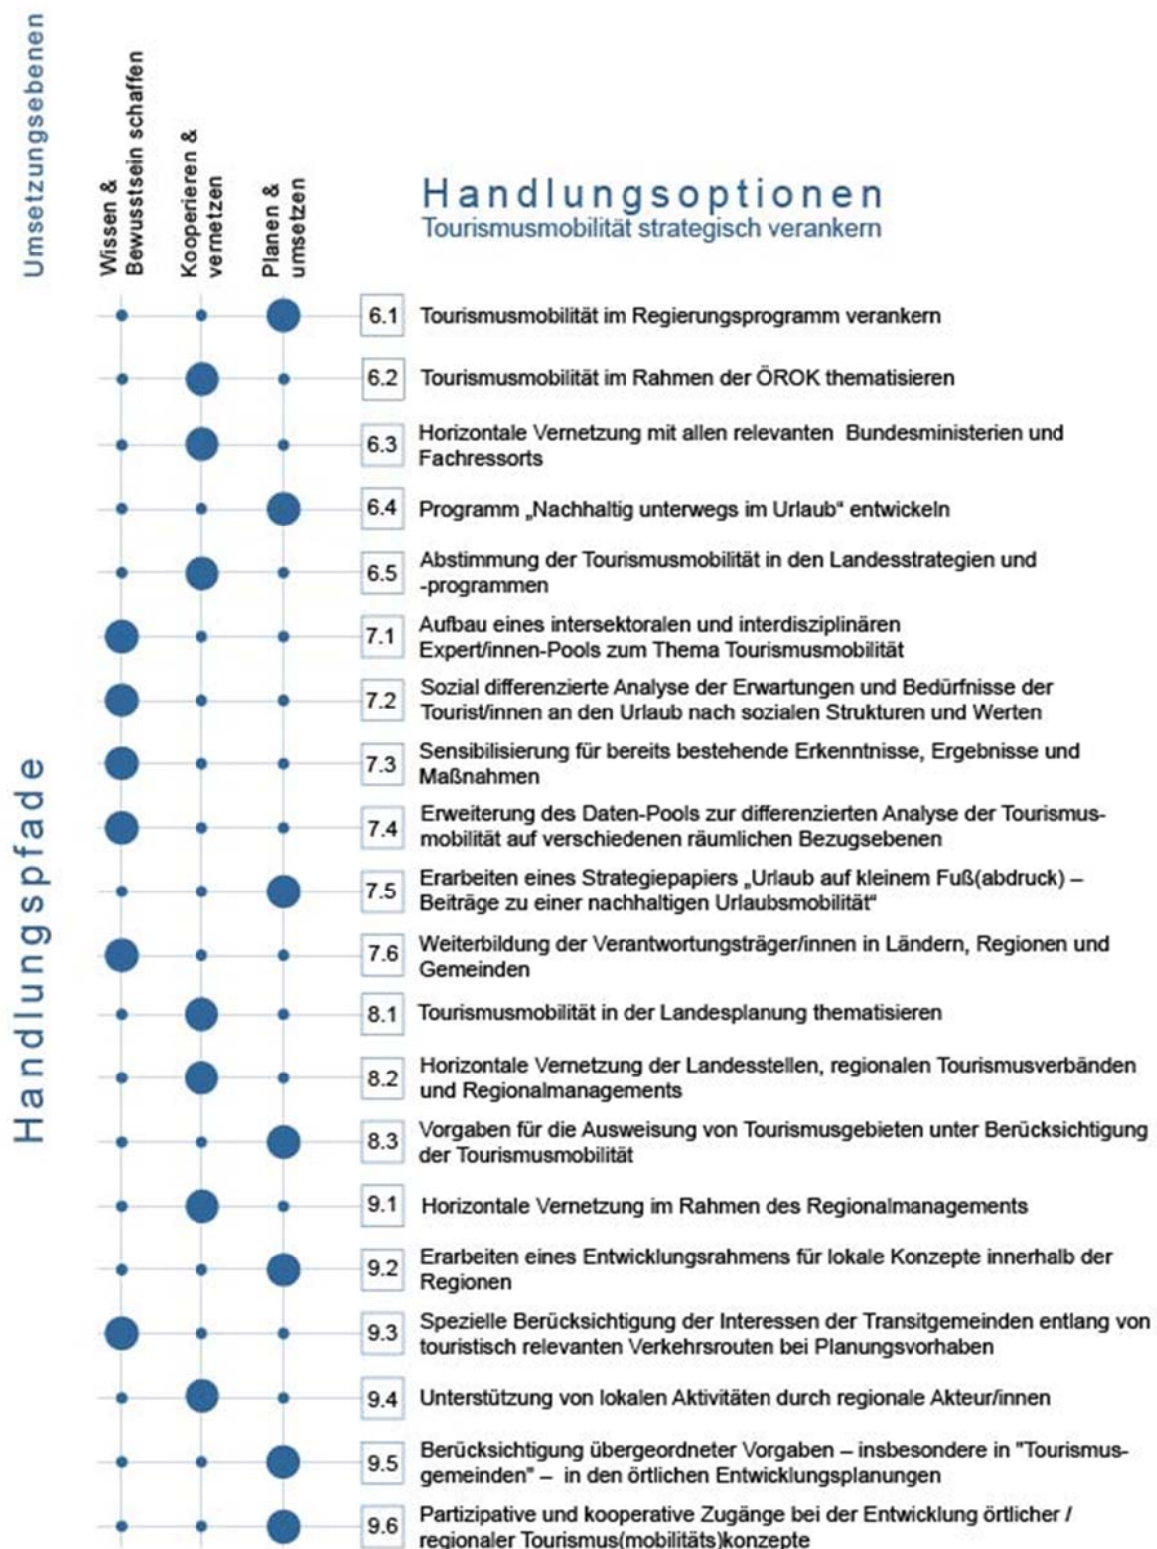 Umsetzungsebenen
Wissen &
Bewusstsein schaffen
Kooperieren &
vernetzen
Planen &
umsetzen
Handlungsoptionen
Tourismusmobilität strategisch verankern
Handlungspfade
6.1 Tourismusmobilität im Regierungsprogramm verankern
6.2 Tourismusmobilität im Rahmen der ÖROK thematisieren
6.3 Horizontale Vernetzung mit allen relevanten Bundesministerien und
Fachressorts
6.4 Programm „Nachhaltig unterwegs im Urlaub" entwickeln
6.5 Abstimmung der Tourismusmobilität in den Landesstrategien und
-programmen
7.1 Aufbau eines intersektoralen und interdisziplinären
Expert/innen-Pools zum Thema Tourismusmobilität
7.2 Sozial differenzierte Analyse der Erwartungen und Bedürfnisse der
Tourist/innen an den Urlaub nach sozialen Strukturen und Werten
7.3 Sensibilisierung für bereits bestehende Erkenntnisse, Ergebnisse und
Maßnahmen
7.4 Erweiterung des Daten-Pools zur differenzierten Analyse der Tourismus-
mobilität auf verschiedenen räumlichen Bezugsebenen
7.5 Erarbeiten eines Strategiepapiers „Urlaub auf kleinem Fuß(abdruck) –
Beiträge zu einer nachhaltigen Urlaubsmobilität"
7.6 Weiterbildung der Verantwortungsträger/innen in Ländern, Regionen und
Gemeinden
8.1 Tourismusmobilität in der Landesplanung thematisieren
8.2 Horizontale Vernetzung der Landesstellen, regionalen Tourismusverbänden
und Regionalmanagements
8.3 Vorgaben für die Ausweisung von Tourismusgebieten unter Berücksichtigung
der Tourismusmobilität
9.1 Horizontale Vernetzung im Rahmen des Regionalmanagements
9.2 Erarbeiten eines Entwicklungsrahmens für lokale Konzepte innerhalb der
Regionen
9.3 Spezielle Berücksichtigung der Interessen der Transitgemeinden entlang von
touristisch relevanten Verkehrsrouten bei Planungsvorhaben
9.4 Unterstützung von lokalen Aktivitäten durch regionale Akteur/innen
9.5 Berücksichtigung übergeordneter Vorgaben – insbesondere in "Tourismus-
gemeinden" – in den örtlichen Entwicklungsplanungen
9.6 Partizipative und kooperative Zugänge bei der Entwicklung örtlicher /
regionaler Tourismus(mobilitäts)konzepte